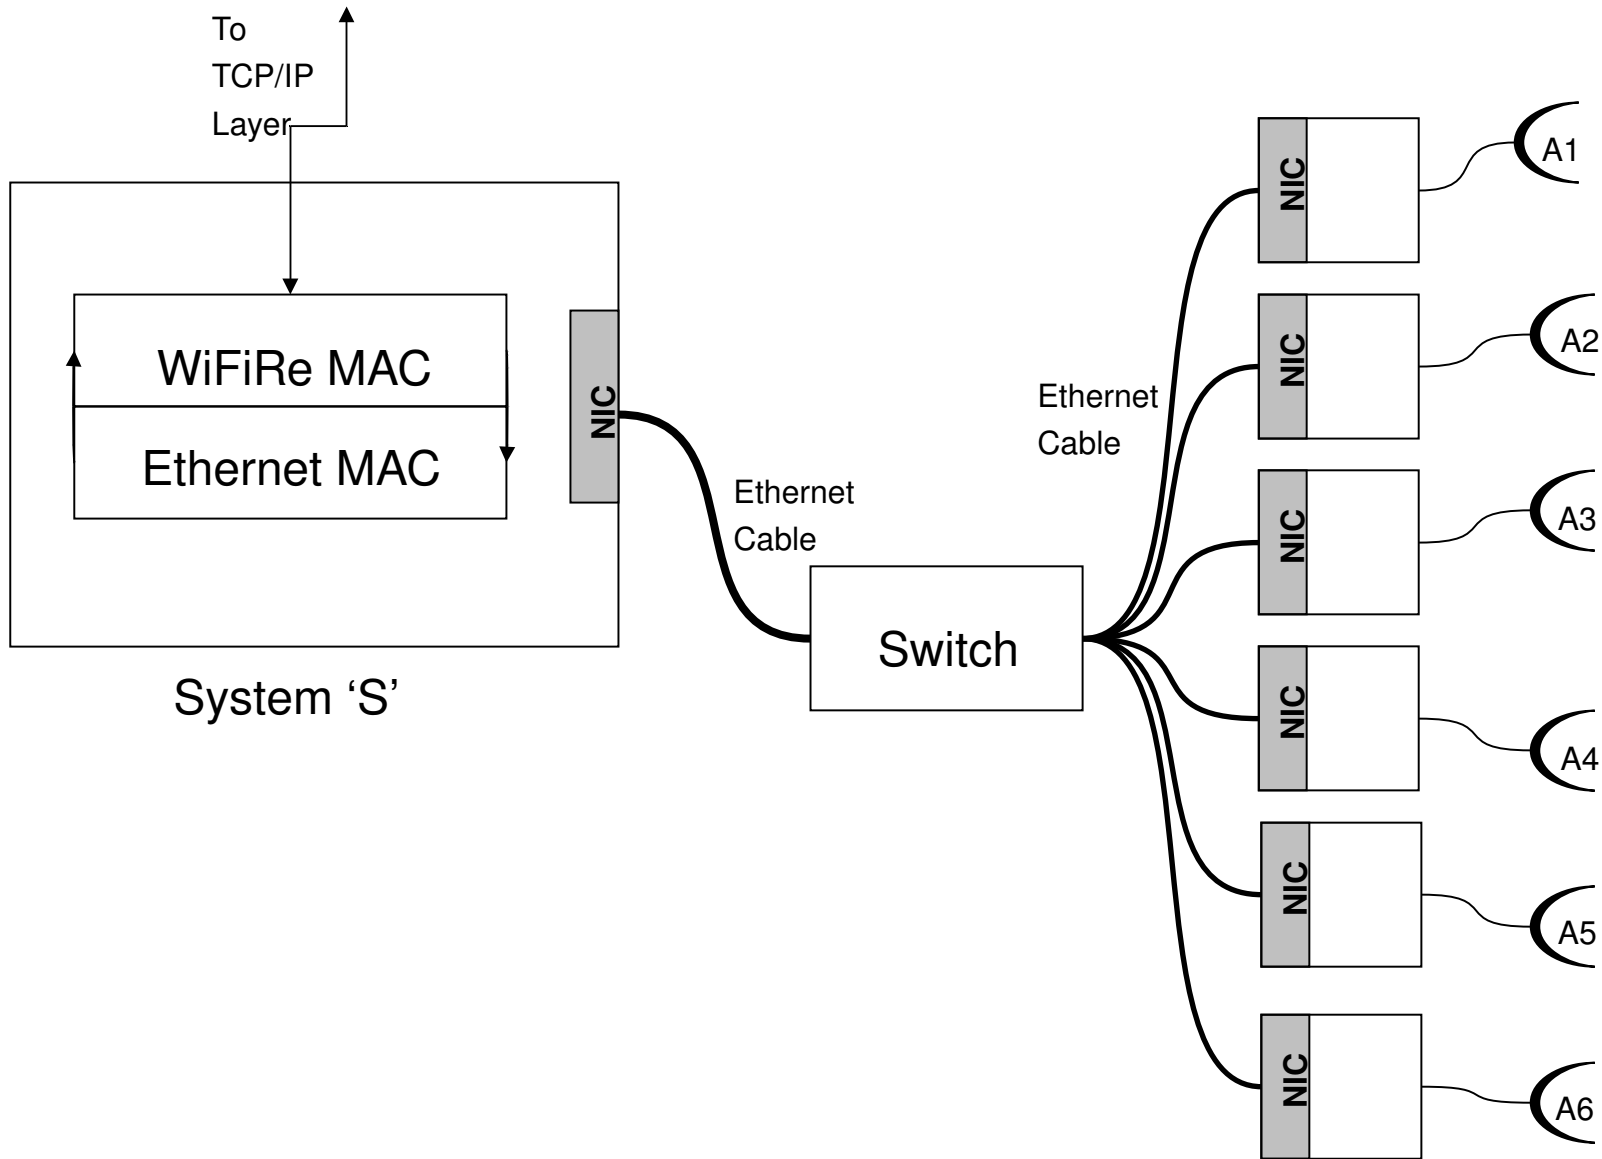 To
TCP/IP
Layer
WiFiRe MAC
Ethernet MAC
NIC
System ‘S’
Ethernet
Cable
Switch
Ethernet
Cable
NIC
A1
NIC
A2
NIC
A3
NIC
A4
NIC
A5
NIC
A6